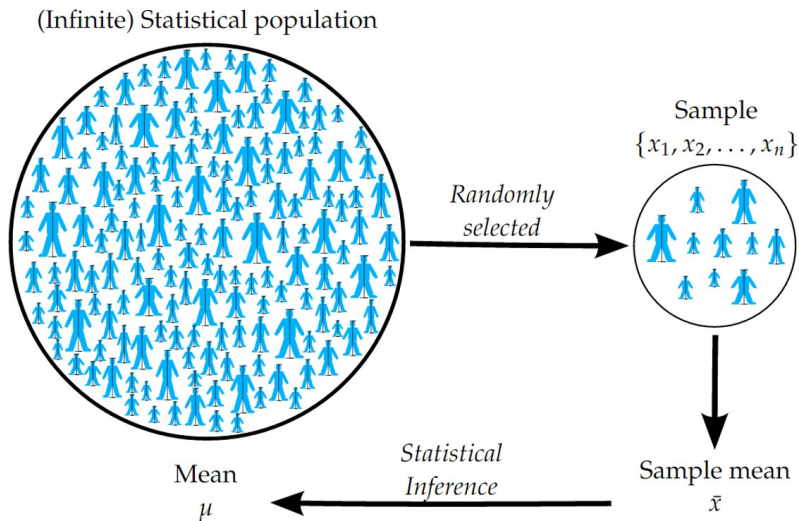 (Infinite) Statistical population
Sample
{x₁, x₂, . . . , xₙ}
Randomly
selected
Statistical
Inference
Mean
μ
Sample mean
x̄